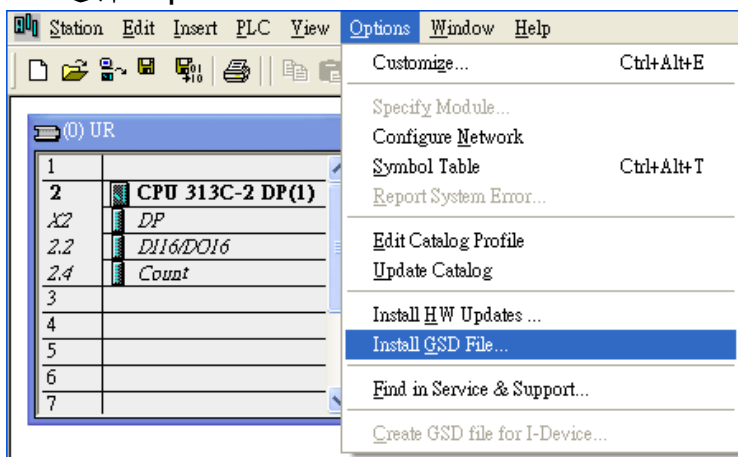 Station Edit Insert PLC View Options Window Help
Customize... Ctrl+Alt+E
Specify Module...
Configure Network
Symbol Table Ctrl+Alt+T
Report System Error...
Edit Catalog Profile
Update Catalog
Install HW Updates ...
Install GSD File...
Find in Service & Support...
Create GSD file for I-Device...
(0) UR
1
2 CPU 313C-2 DP(1)
X2 DP
2.2 DI16/DO16
2.4 Count
3
4
5
6
7